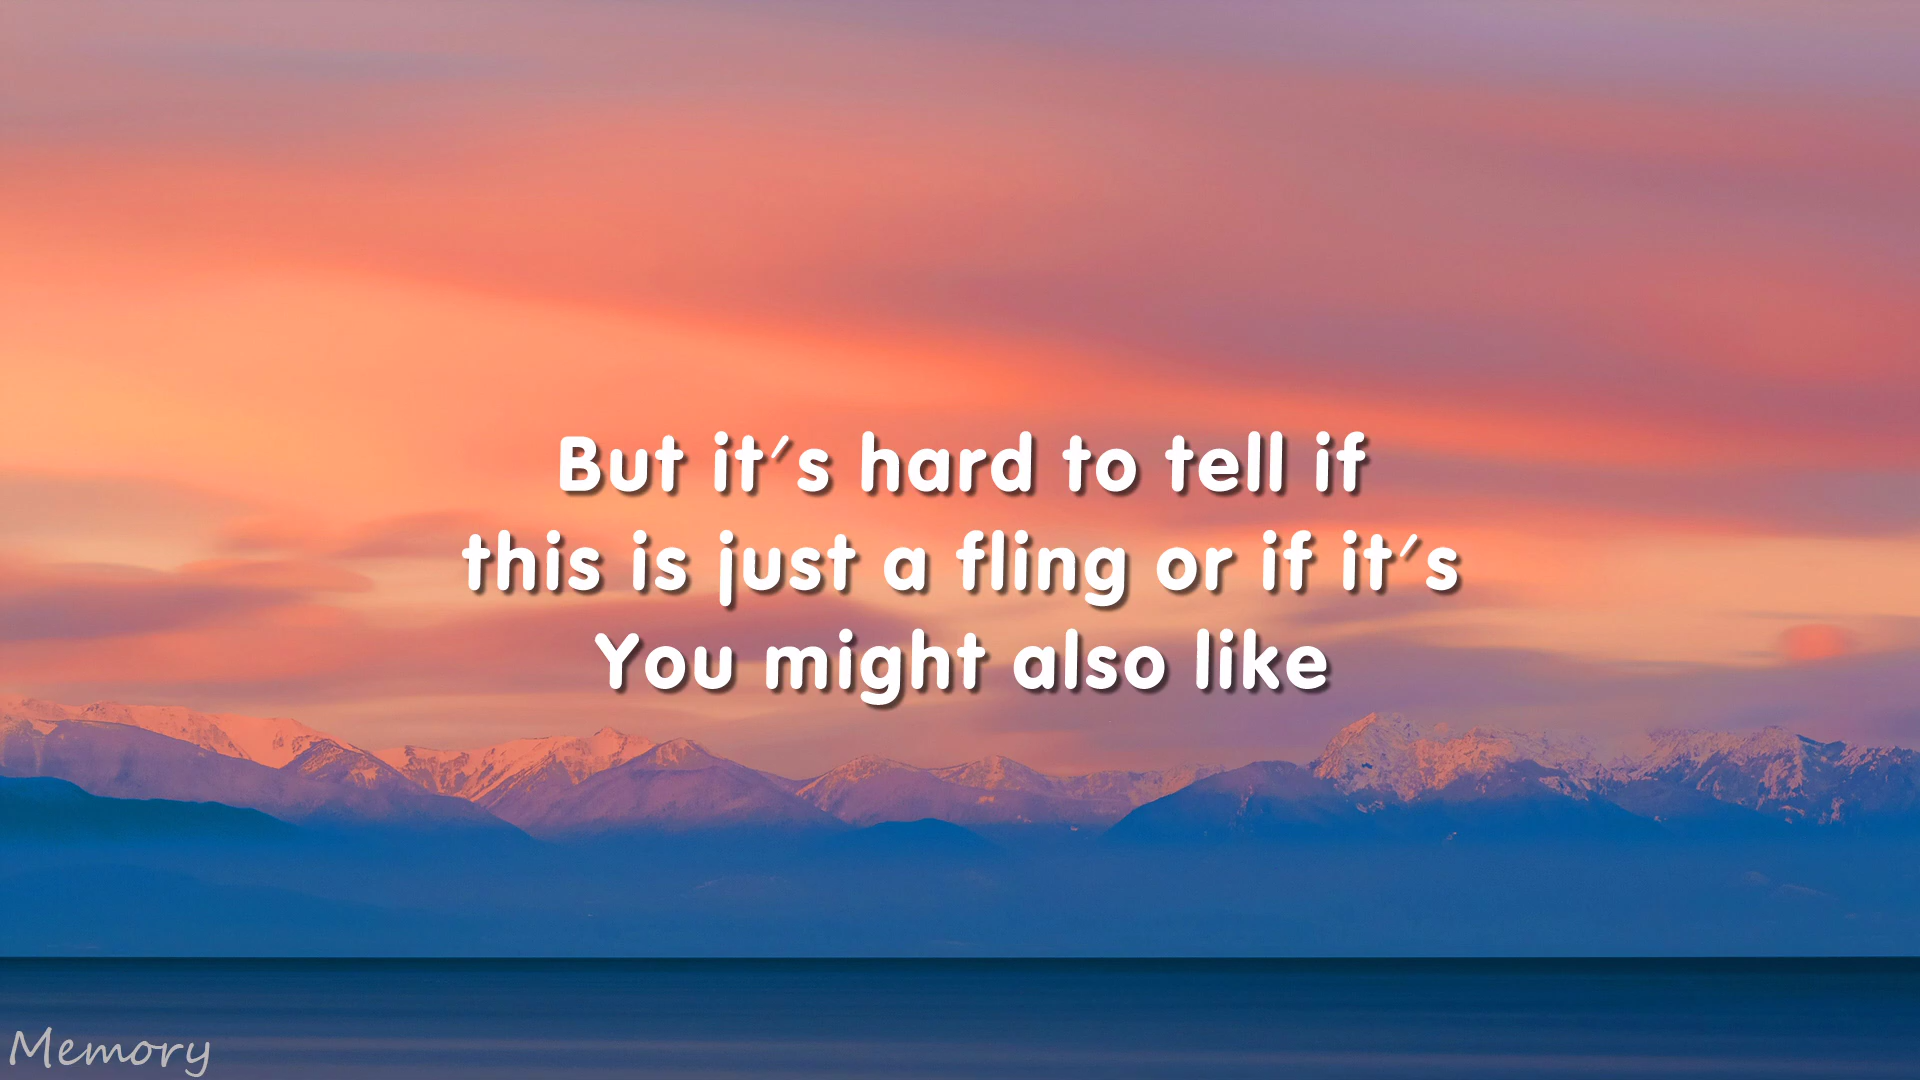 But it's hard to tell if
this is just a fling or if it's
You might also like
Memory